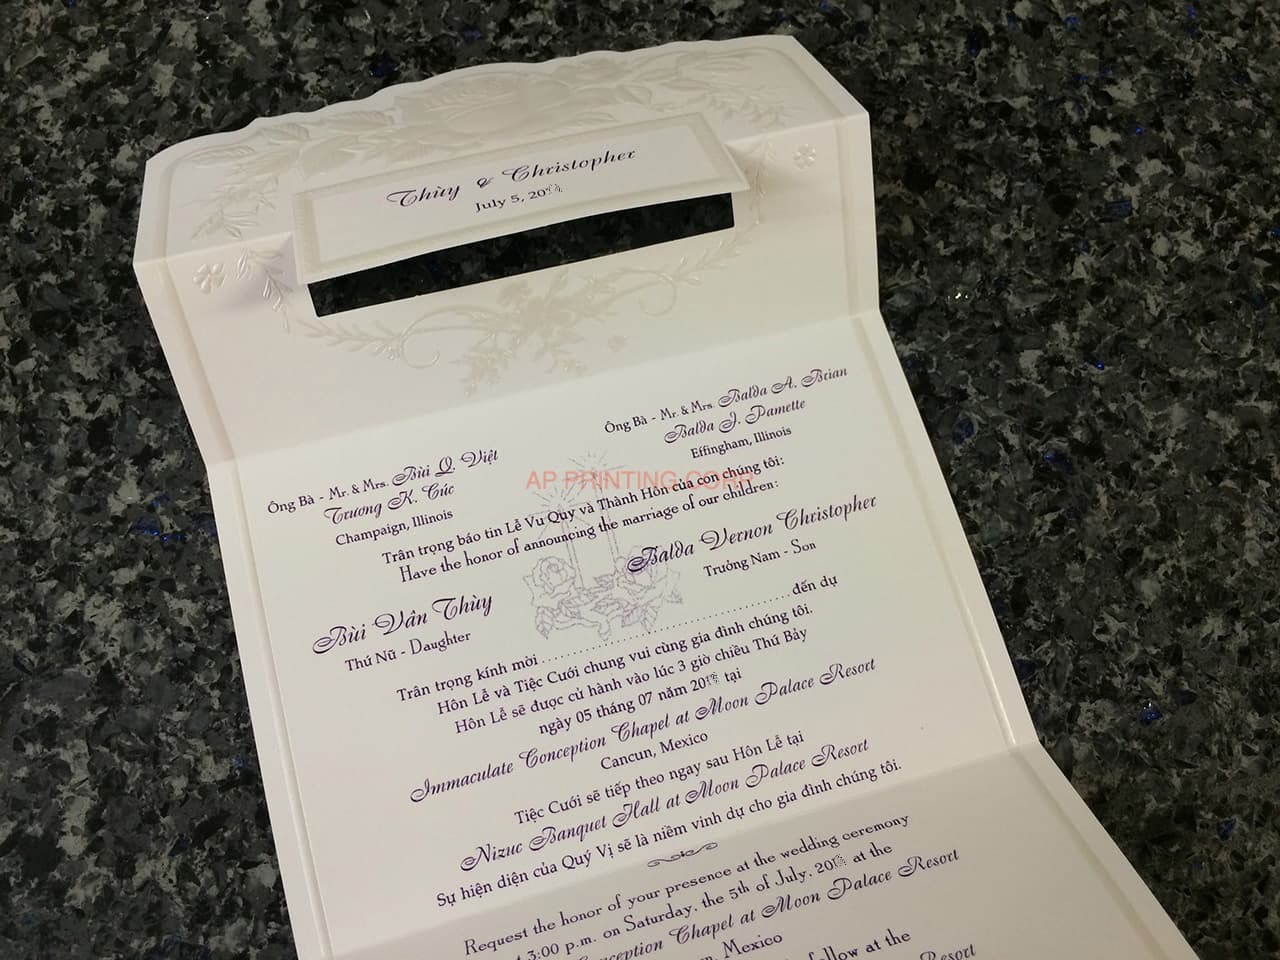 Thùy & Christopher
July 5, 20
Ông Bà - Mr. & Mrs. Bùi Q. Việt
Trương K. Cúc
Champaign, Illinois
Ông Bà - Mr. & Mrs. Balda A. Brian
Balda J. Pamette
Effingham, Illinois
AP PRINTING CORP
Trân trọng báo tin Lễ Vu Quy và Thành Hôn của con chúng tôi:
Have the honor of announcing the marriage of our children:
Bùi Vân Thùy
Thứ Nữ - Daughter
Balda Vernon Christopher
Trưởng Nam - Son
Trân trọng kính mời .......................................... đến dự
Hôn Lễ và Tiệc Cưới chung vui cùng gia đình chúng tôi.
Hôn Lễ sẽ được cử hành vào lúc 3 giờ chiều Thứ Bảy
ngày 05 tháng 07 năm 20 tại
Immaculate Conception Chapel at Moon Palace Resort
Cancun, Mexico
Tiệc Cưới sẽ tiếp theo ngay sau Hôn Lễ tại
Nizuc Banquet Hall at Moon Palace Resort
Sự hiện diện của Quý Vị sẽ là niềm vinh dự cho gia đình chúng tôi.
Request the honor of your presence at the wedding ceremony
3:00 p.m. on Saturday, the 5th of July, 20 at the
Conception Chapel at Moon Palace Resort
Mexico
follow at the
Resort